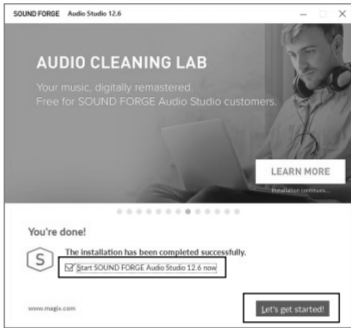 SOUND FORGE Audio Studio 12.6
AUDIO CLEANING LAB
Your music, digitally remastered.
Free for SOUND FORGE Audio Studio customers.
LEARN MORE
Installation continues...
You're done!
The installation has been completed successfully.
S
Start SOUND FORGE Audio Studio 12.6 now
www.magix.com
Let's get started!